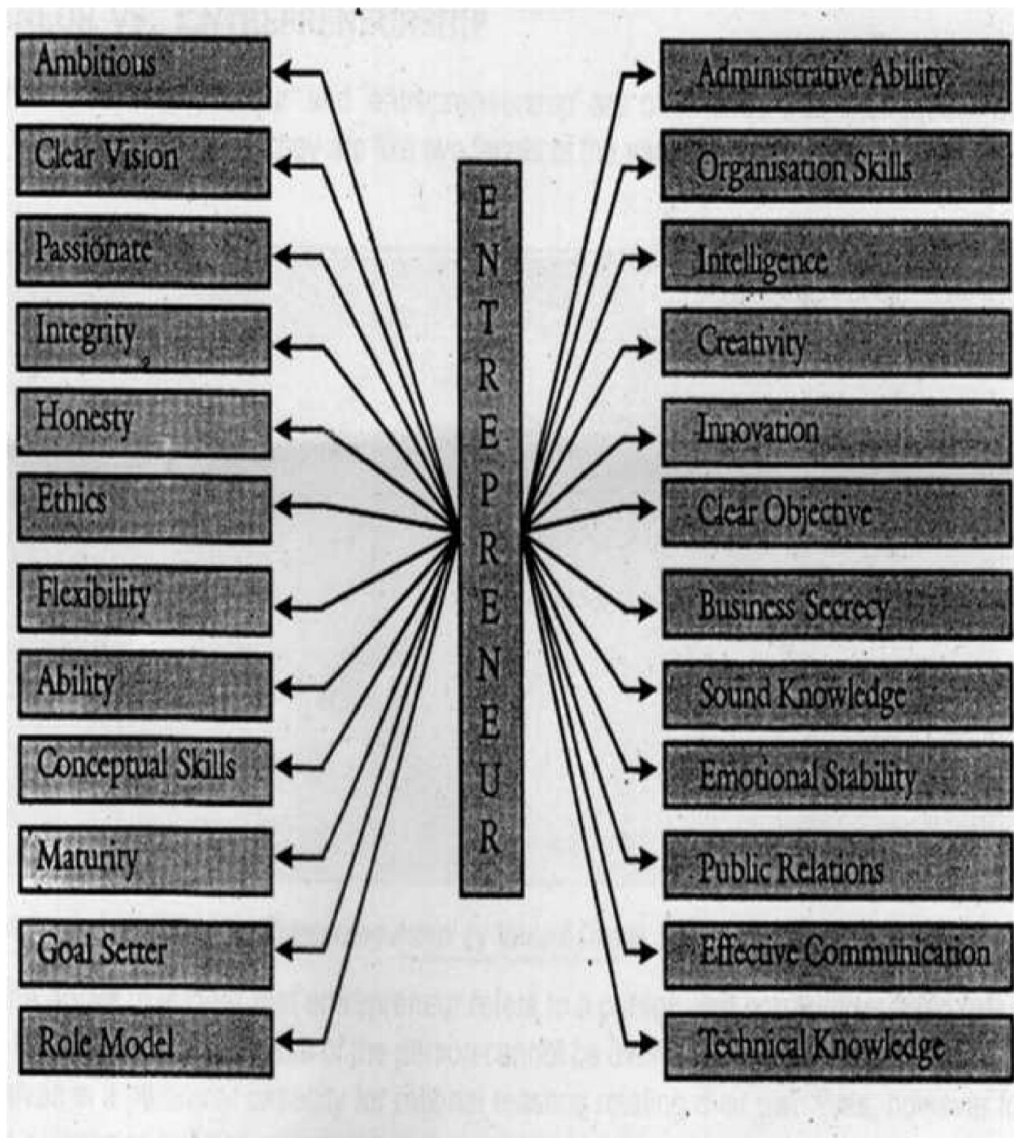 Ambitious
Clear Vision
Passionate
Integrity
Honesty
Ethics
Flexibility
Ability
Conceptual Skills
Maturity
Goal Setter
Role Model
ENTREPRENEUR
Administrative Ability
Organisation Skills
Intelligence
Creativity
Innovation
Clear Objective
Business Secrecy
Sound Knowledge
Emotional Stability
Public Relations
Effective Communication
Technical Knowledge